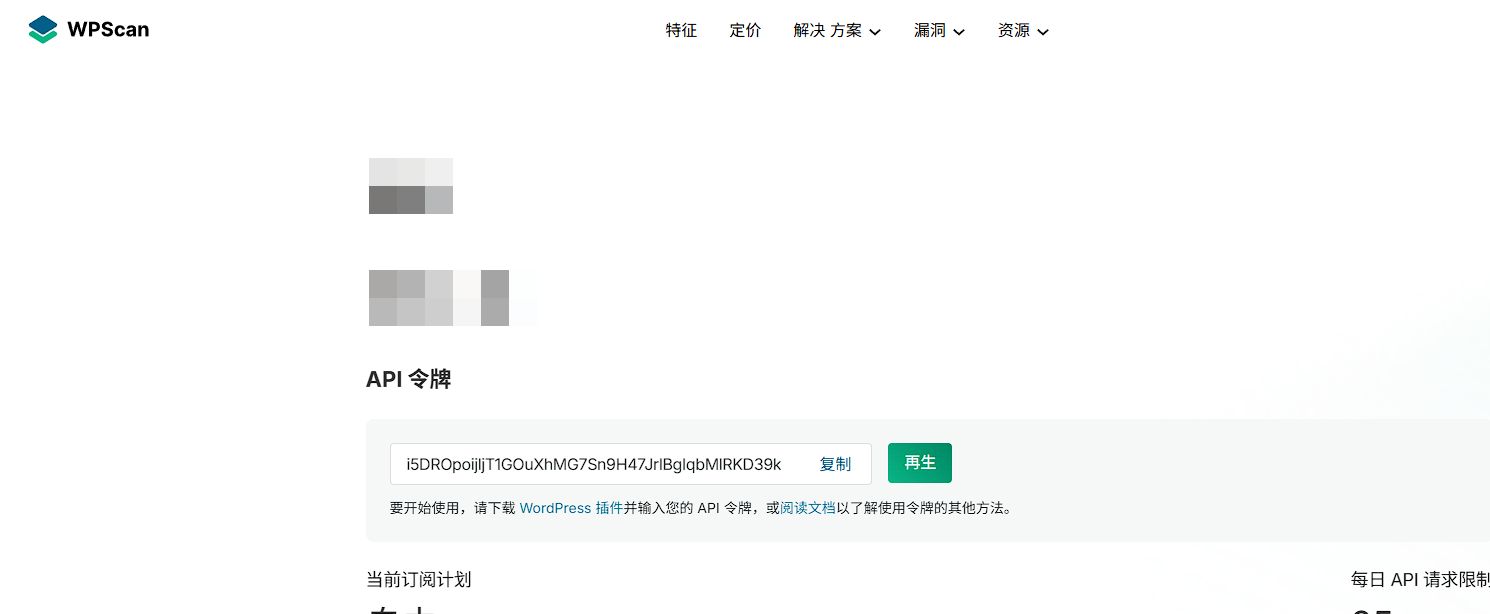 WPScan 特征 定价 解决 方案 漏洞 资源
API 令牌
i5DROpoijljT1GOuXhMG7Sn9H47JrlBglqbMlRKD39k 复制 再生
要开始使用，请下载 WordPress 插件并输入您的 API 令牌，或阅读文档以了解使用令牌的其他方法。
当前订阅计划 每日 API 请求限制